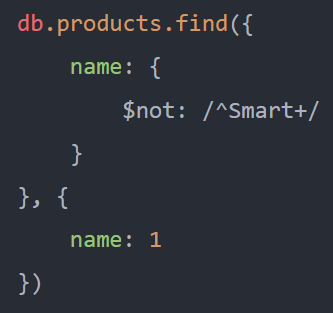 db.products.find({
    name: {
        $not: /^Smart+/
    }
}, {
    name: 1
})